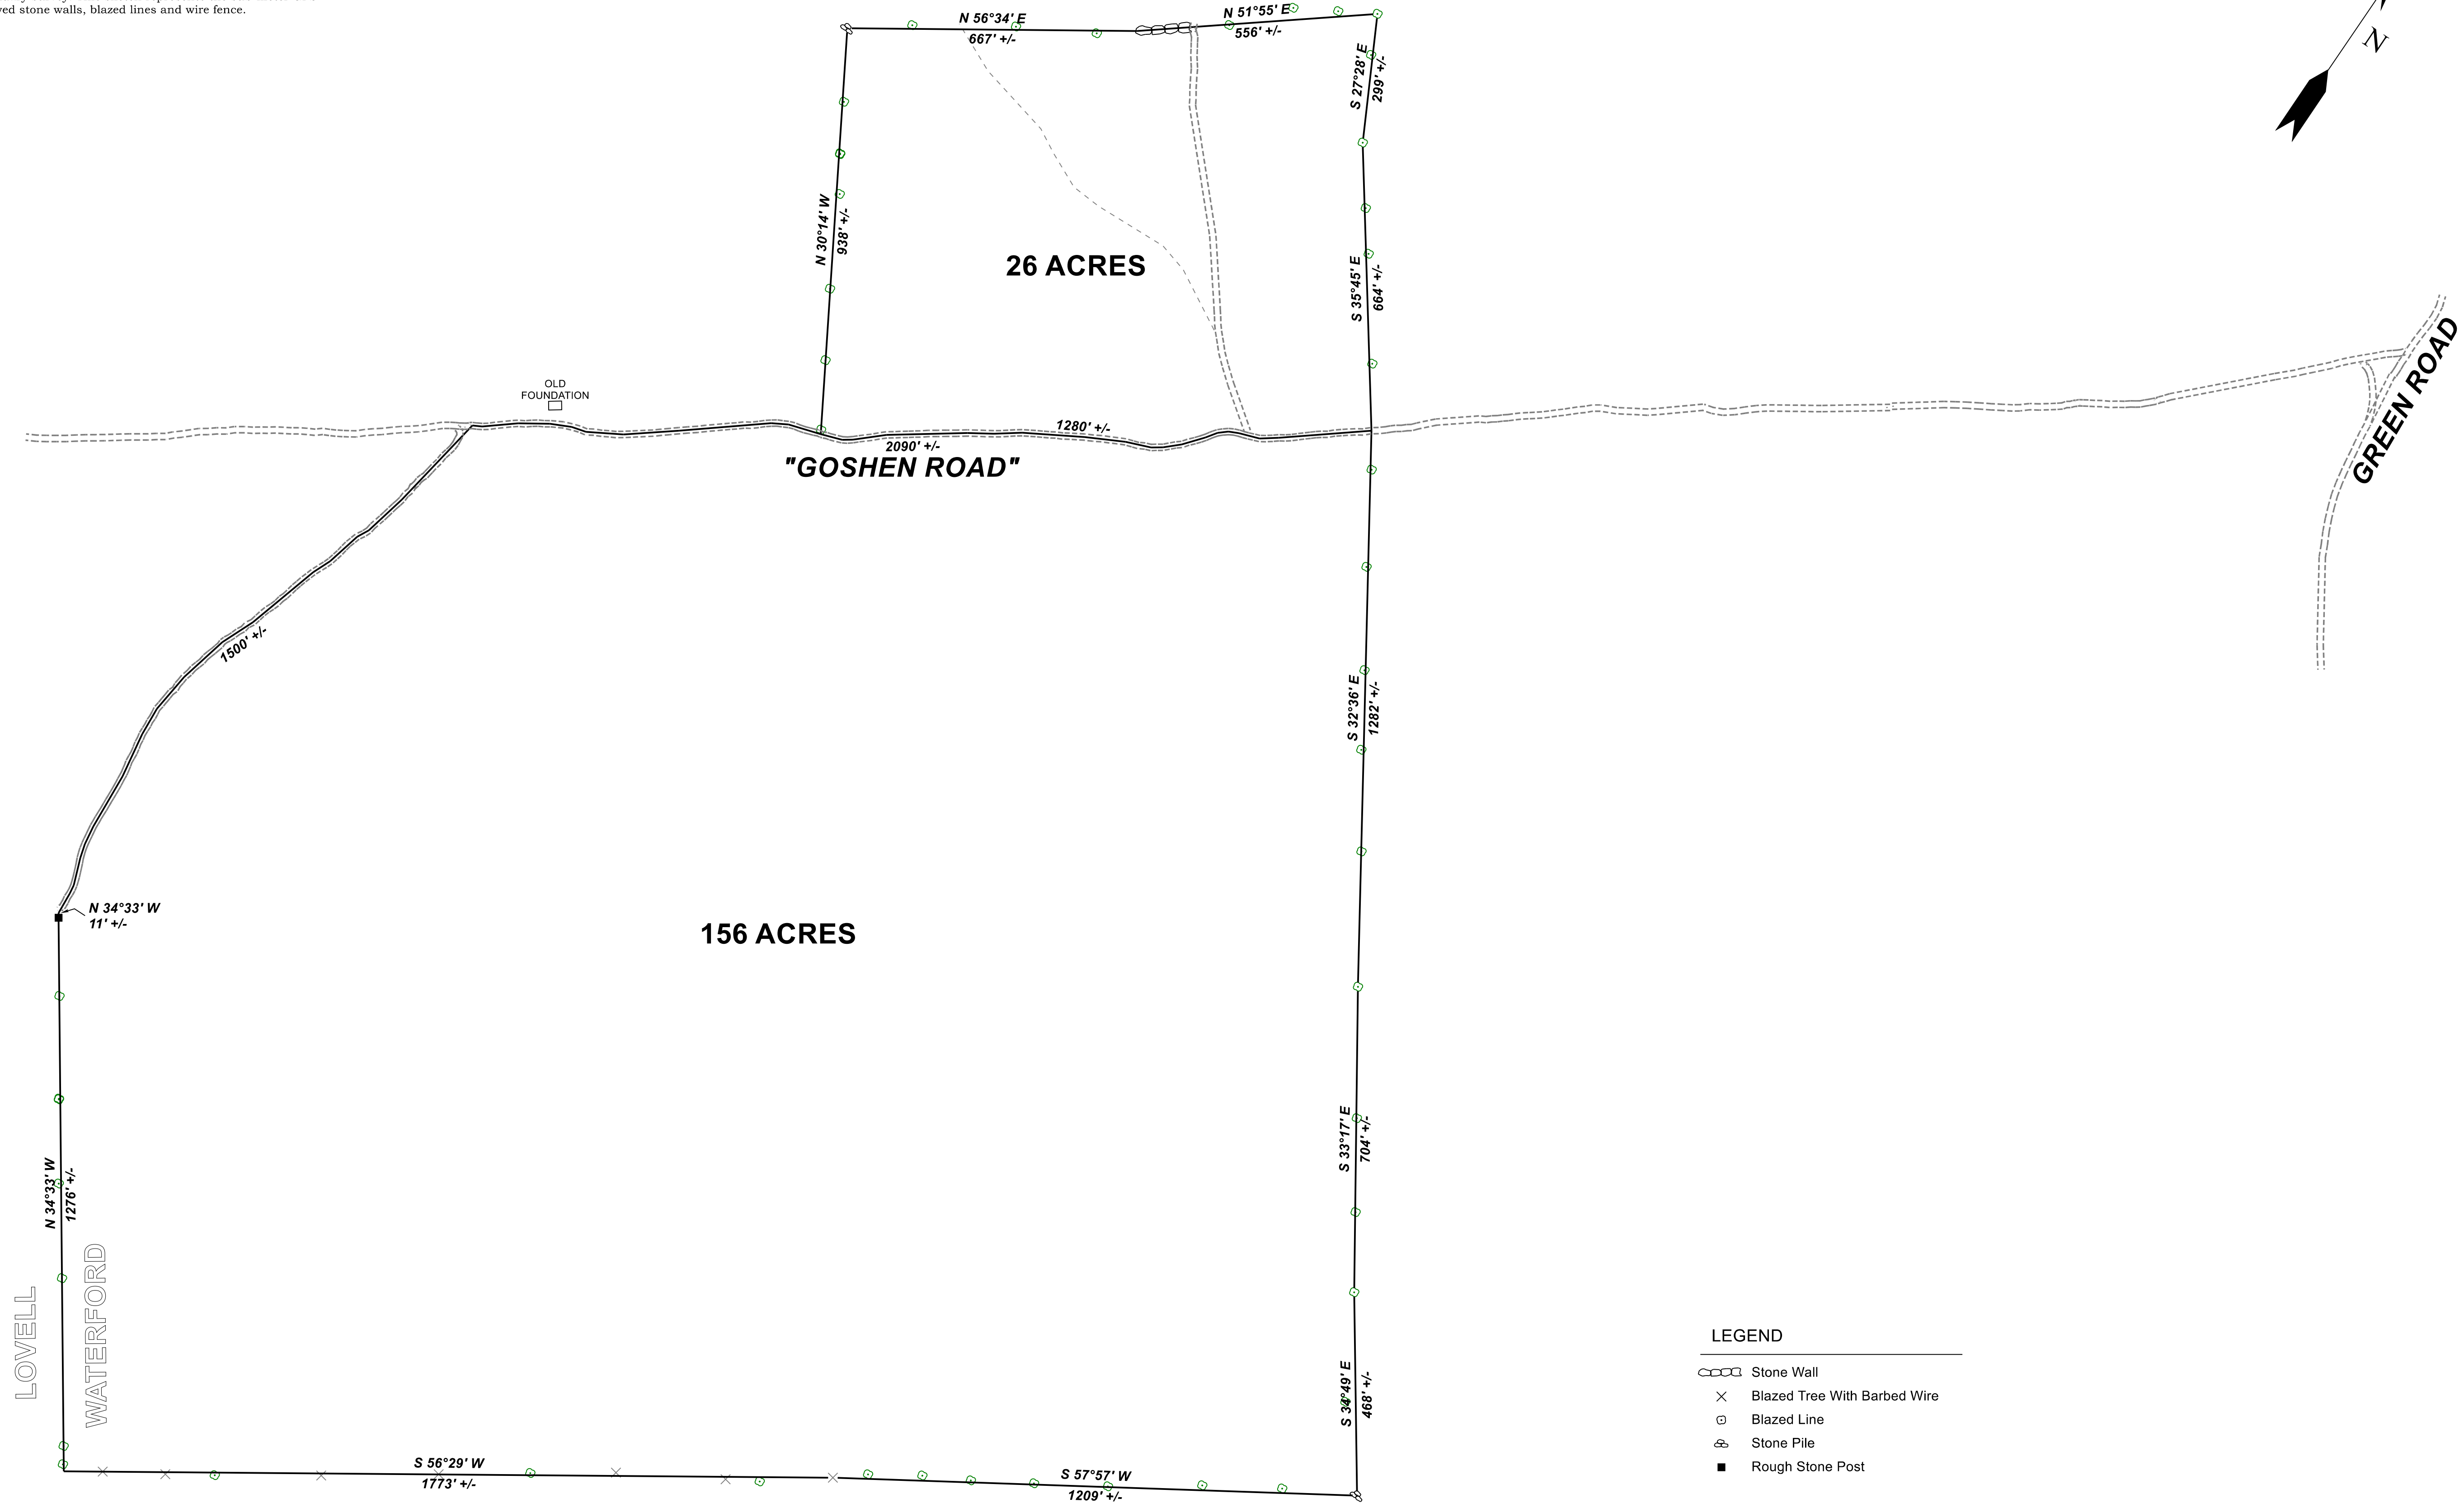 ved stone walls, blazed lines and wire fence.
N 56°34' E
667' +/-
N 51°55' E
556' +/-
N
S 27°28' E
299' +/-
N 30°14' W
938' +/-
26 ACRES
S 35°45' E
664' +/-
GREEN ROAD
OLD
FOUNDATION
1280' +/-
2090' +/-
"GOSHEN ROAD"
1500' +/-
S 32°36' E
1282' +/-
N 34°33' W
11' +/-
156 ACRES
S 33°17' E
704' +/-
N 34°33' W
1276' +/-
LOVELL
WATERFORD
S 34°49' E
468' +/-
S 56°29' W
1773' +/-
S 57°57' W
1209' +/-
LEGEND
Stone Wall
Blazed Tree With Barbed Wire
Blazed Line
Stone Pile
Rough Stone Post